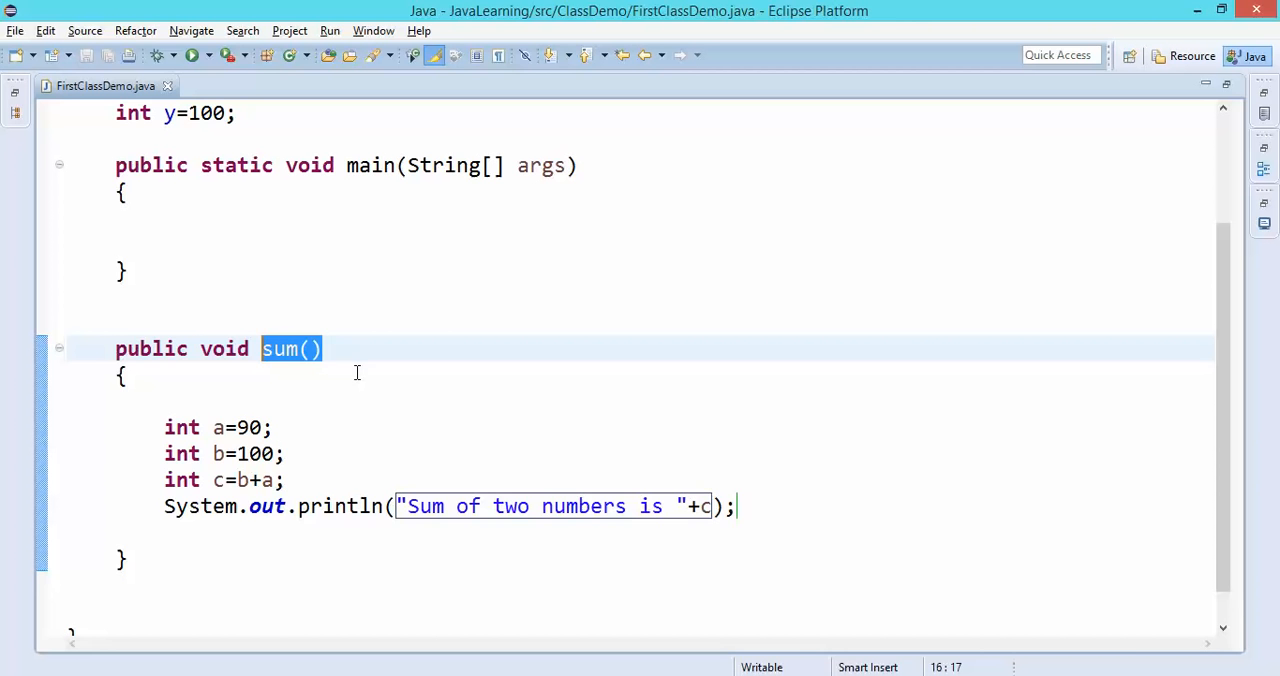 Java - JavaLearning/src/ClassDemo/FirstClassDemo.java - Eclipse Platform
File Edit Source Refactor Navigate Search Project Run Window Help
Quick Access Resource Java
FirstClassDemo.java
int y=100;
public static void main(String[] args)
{
}
public void sum()
{
int a=90;
int b=100;
int c=b+a;
System.out.println("Sum of two numbers is "+c);
}
}
Writable Smart Insert 16 : 17